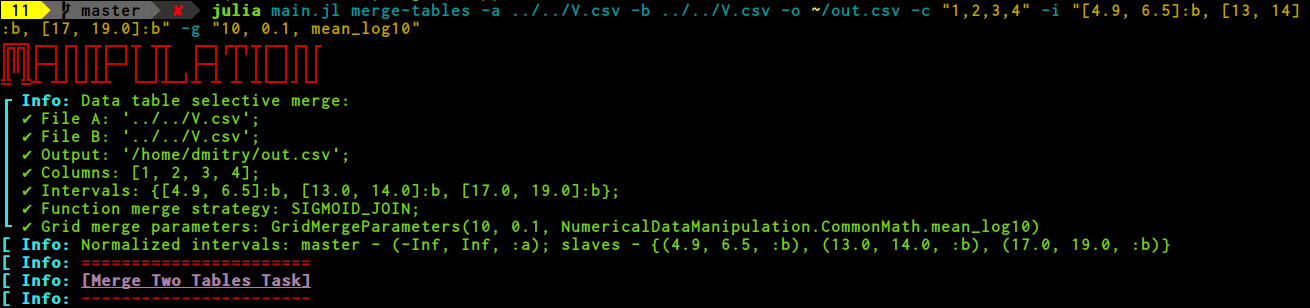 11 master ✘ julia main.jl merge-tables -a ../../V.csv -b ../../V.csv -o ~/out.csv -c "1,2,3,4" -i "[4.9, 6.5]:b, [13, 14]
:b, [17, 19.0]:b" -g "10, 0.1, mean_log10"
MANIPULATION
Info: Data table selective merge:
✔ File A: '../../V.csv';
✔ File B: '../../V.csv';
✔ Output: '/home/dmitry/out.csv';
✔ Columns: [1, 2, 3, 4];
✔ Intervals: {[4.9, 6.5]:b, [13.0, 14.0]:b, [17.0, 19.0]:b};
✔ Function merge strategy: SIGMOID_JOIN;
✔ Grid merge parameters: GridMergeParameters(10, 0.1, NumericalDataManipulation.CommonMath.mean_log10)
[ Info: Normalized intervals: master - (-Inf, Inf, :a); slaves - {(4.9, 6.5, :b), (13.0, 14.0, :b), (17.0, 19.0, :b)}
[ Info: =======================
[ Info: [Merge Two Tables Task]
[ Info: -----------------------